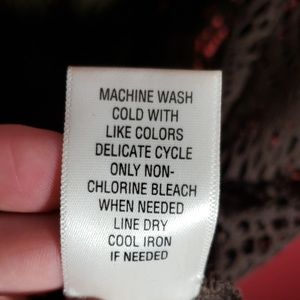 MACHINE WASH
COLD WITH
LIKE COLORS
DELICATE CYCLE
ONLY NON-
CHLORINE BLEACH
WHEN NEEDED
LINE DRY
COOL IRON
IF NEEDED